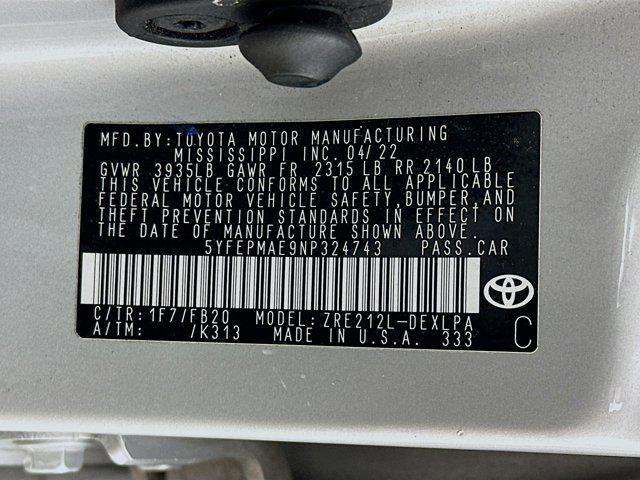 MFD. BY: TOYOTA MOTOR MANUFACTURING
MISSISSIPPI INC. 04/22
GVWR 3935LB GAWR FR 2315 LB RR 2140 LB
THIS VEHICLE CONFORMS TO ALL APPLICABLE
FEDERAL MOTOR VEHICLE SAFETY, BUMPER, AND
THEFT PREVENTION STANDARDS IN EFFECT ON
THE DATE OF MANUFACTURE SHOWN ABOVE.
5YFEPMAE9NP324743 PASS. CAR
C/TR: 1F7/FB20 MODEL: ZRE212L-DEXLPA
A/TM: /K313 MADE IN U.S.A. 333 C